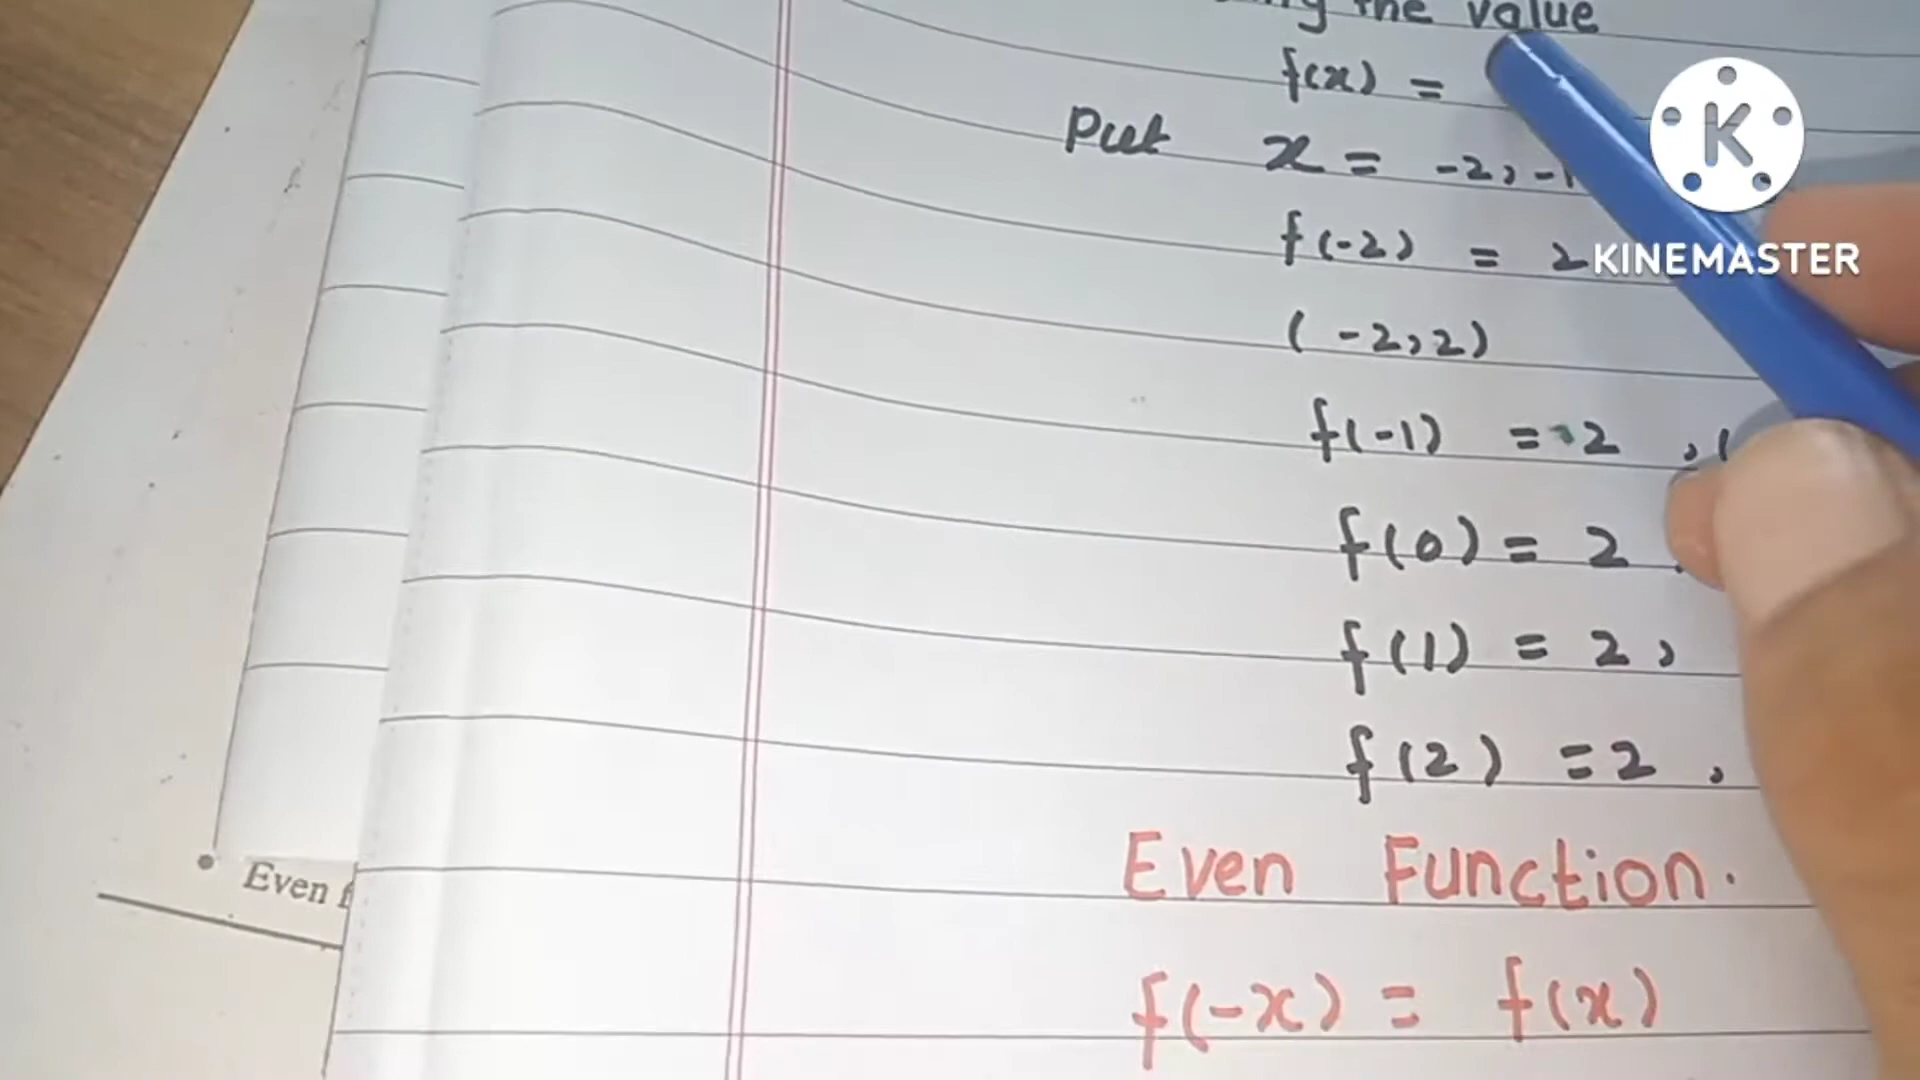 the value
f(x) =
Put x = -2, -1
f(-2) = 2
(-2, 2)
f(-1) = 2 , (
f(0) = 2
f(1) = 2 ,
f(2) = 2 ,
Even Function.
f(-x) = f(x)
• Even f
K
KINEMASTER